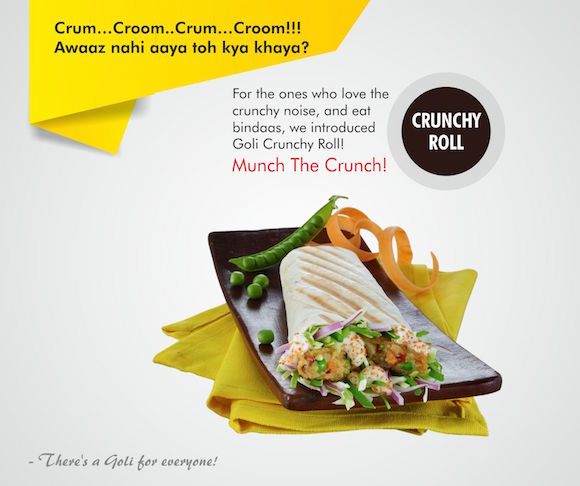 Crum...Croom..Crum...Croom!!!
Awaaz nahi aaya toh kya khaya?
For the ones who love the
crunchy noise, and eat
bindaas, we introduced
Goli Crunchy Roll!
Munch The Crunch!
CRUNCHY
ROLL
- There's a Goli for everyone!